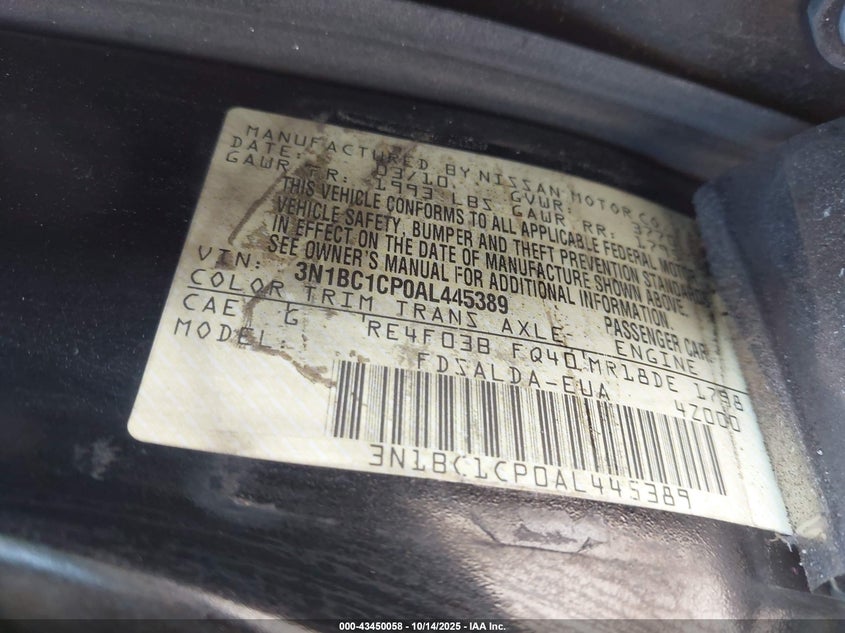 MANUFACTURED BY NISSAN MOTOR CO.
DATE: 03/10 GVWR:
GAWR FR: 1993 LBS GAWR RR:
THIS VEHICLE CONFORMS TO ALL APPLICABLE FEDERAL MOTOR
VEHICLE SAFETY, BUMPER AND THEFT PREVENTION STANDARDS
IN EFFECT ON THE DATE OF MANUFACTURE SHOWN ABOVE.
SEE OWNER'S MANUAL FOR ADDITIONAL INFORMATION.
VIN: 3N1BC1CP0AL445389 PASSENGER CAR
COLOR TRIM TRANS AXLE ENGINE
CAE G RE4F03B FQ40 MR18DE 1798
MODEL: FDSALDA-EUA 4Z000
3N1BC1CP0AL445389
000-43450058 - 10/14/2025 - IAA Inc.